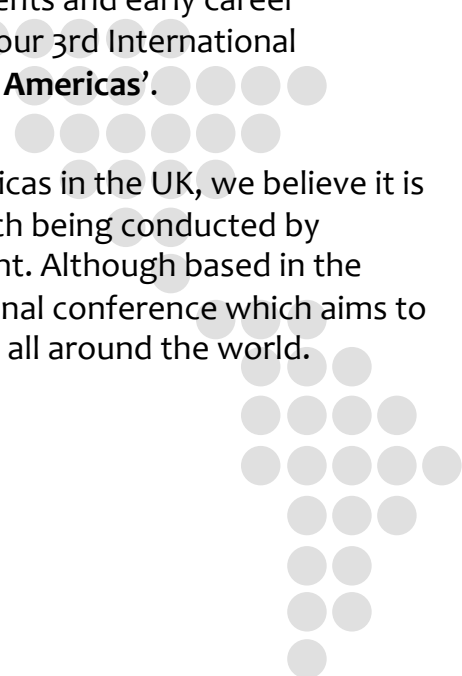 ents and early career
our 3rd International
Americas’.
icas in the UK, we believe it is
ch being conducted by
nt. Although based in the
nal conference which aims to
all around the world.